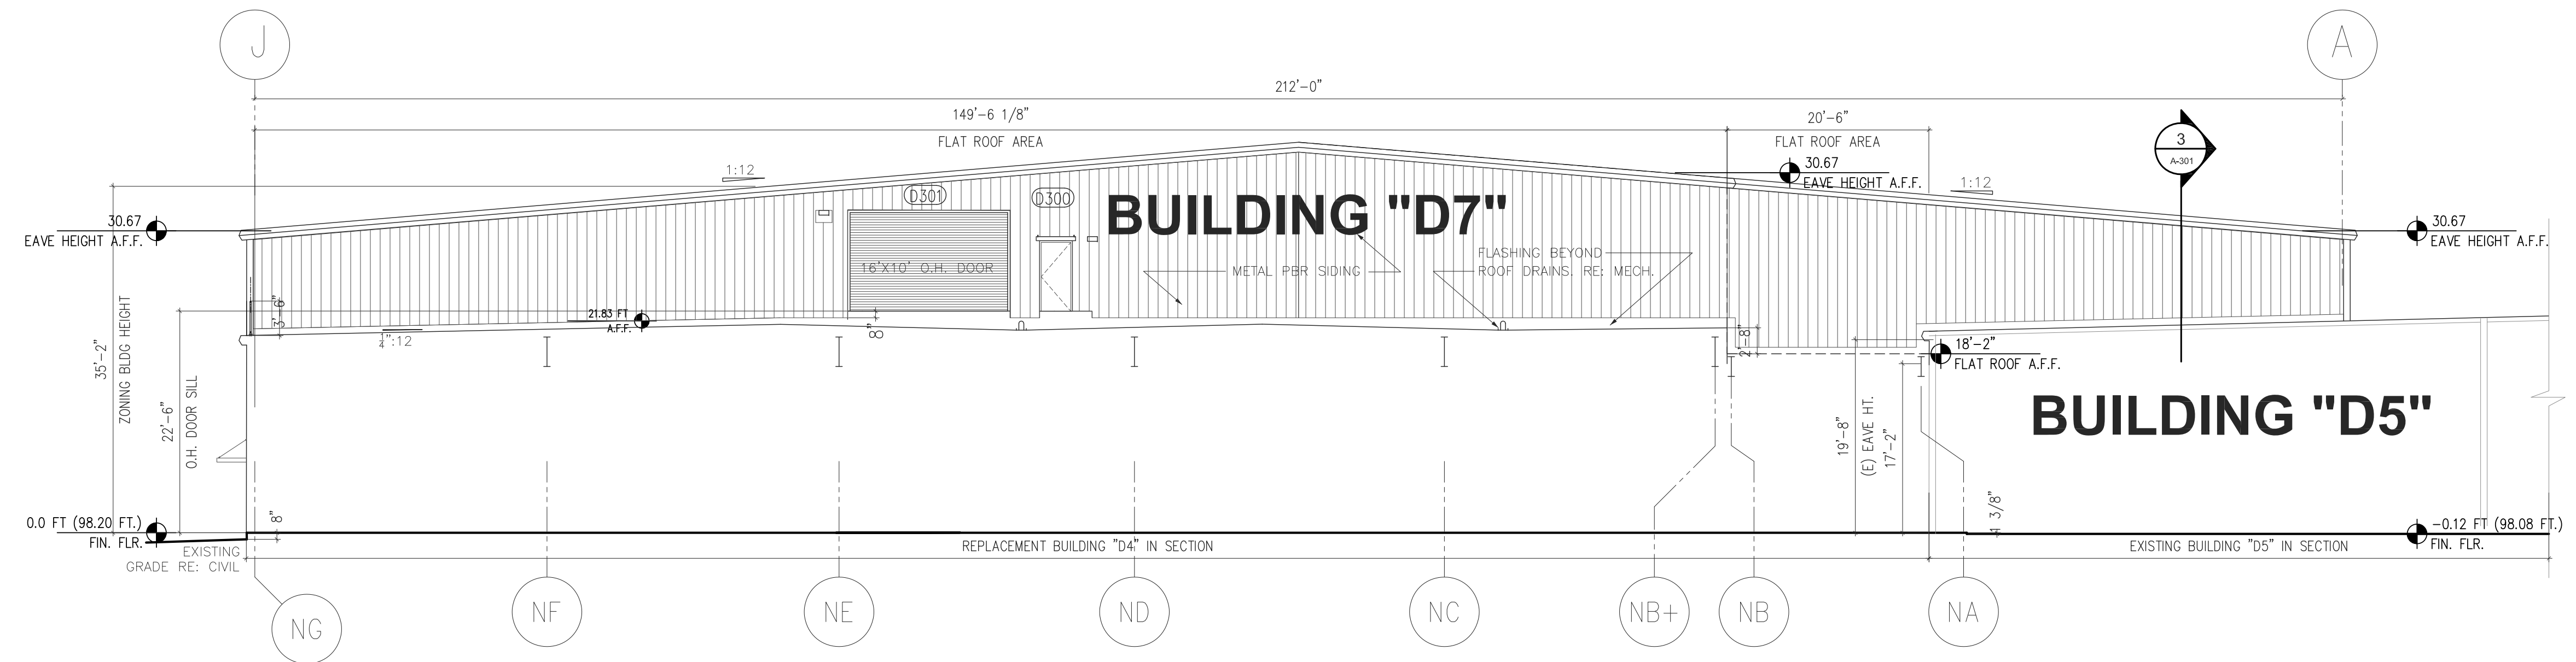 J
A
212'-0"
149'-6 1/8"
FLAT ROOF AREA
20'-6"
FLAT ROOF AREA
3
A-301
1:12
30.67
EAVE HEIGHT A.F.F.
1:12
D301
D300
BUILDING "D7"
30.67
EAVE HEIGHT A.F.F.
30.67
EAVE HEIGHT A.F.F.
FLASHING BEYOND
16'X10' O.H. DOOR
METAL PBR SIDING
ROOF DRAINS. RE: MECH.
3'-6"
21.83 FT
A.F.F.
8"
1/4":12
2'-8"
18'-2"
FLAT ROOF A.F.F.
35'-2"
ZONING BLDG HEIGHT
22'-6"
O.H. DOOR SILL
19'-8"
(E) EAVE HT.
17'-2"
BUILDING "D5"
0.0 FT (98.20 FT.)
FIN. FLR.
8"
1 3/8"
-0.12 FT (98.08 FT.)
FIN. FLR.
EXISTING
GRADE RE: CIVIL
REPLACEMENT BUILDING "D4" IN SECTION
EXISTING BUILDING "D5" IN SECTION
NG
NF
NE
ND
NC
NB+
NB
NA